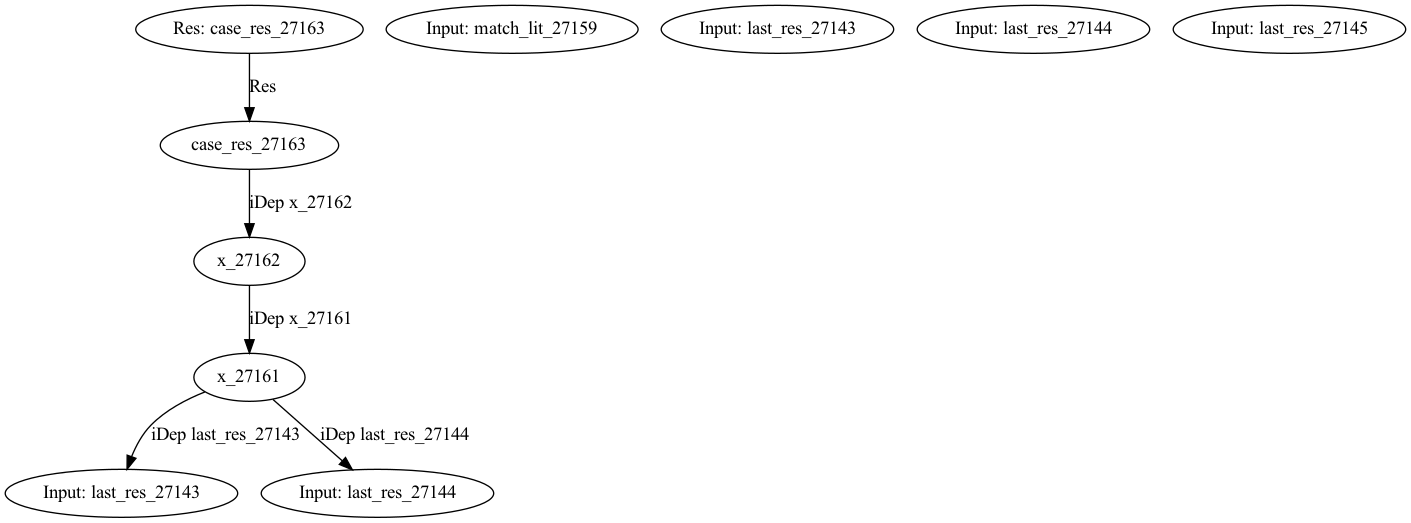 Res: case_res_27163
Input: match_lit_27159
Input: last_res_27143
Input: last_res_27144
Input: last_res_27145
Res
case_res_27163
iDep x_27162
x_27162
iDep x_27161
x_27161
iDep last_res_27143
iDep last_res_27144
Input: last_res_27143
Input: last_res_27144